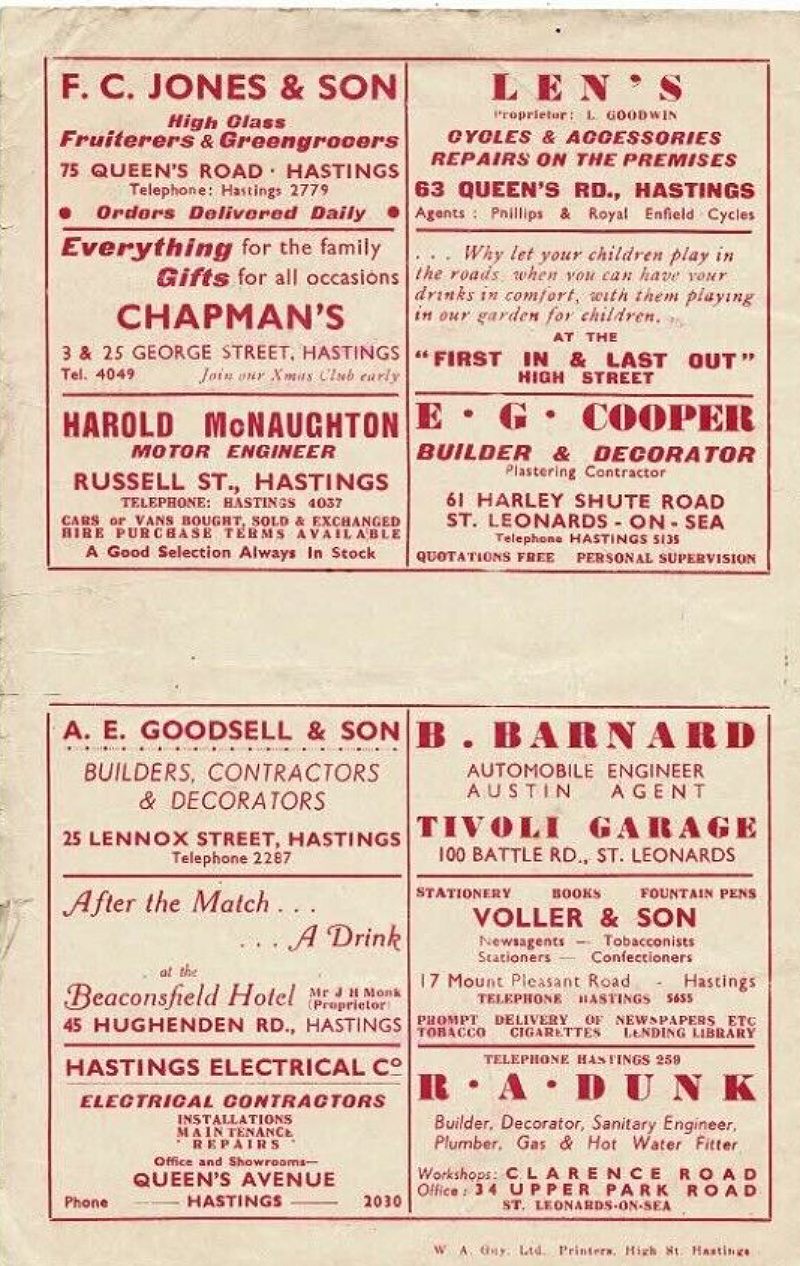 F. C. JONES & SON
High Class
Fruiterers & Greengrocers
75 QUEEN'S ROAD · HASTINGS
Telephone: Hastings 2779
● Orders Delivered Daily ●
Everything for the family
Gifts for all occasions
CHAPMAN'S
3 & 25 GEORGE STREET, HASTINGS
Tel. 4049 Join our Xmas Club early
HAROLD McNAUGHTON
MOTOR ENGINEER
RUSSELL ST., HASTINGS
TELEPHONE: HASTINGS 4037
CARS or VANS BOUGHT, SOLD & EXCHANGED
HIRE PURCHASE TERMS AVAILABLE
A Good Selection Always In Stock
LEN'S
Proprietor: L. GOODWIN
CYCLES & ACCESSORIES
REPAIRS ON THE PREMISES
63 QUEEN'S RD., HASTINGS
Agents : Phillips & Royal Enfield Cycles
. . . Why let your children play in
the roads, when you can have your
drinks in comfort, with them playing
in our garden for children.
AT THE
"FIRST IN & LAST OUT"
HIGH STREET
E · G · COOPER
BUILDER & DECORATOR
Plastering Contractor
61 HARLEY SHUTE ROAD
ST. LEONARDS - ON - SEA
Telephone HASTINGS 5135
QUOTATIONS FREE PERSONAL SUPERVISION
A. E. GOODSELL & SON
BUILDERS, CONTRACTORS
& DECORATORS
25 LENNOX STREET, HASTINGS
Telephone 2287
After the Match . . .
. . . A Drink
at the
Beaconsfield Hotel Mr J H Monk
(Proprietor)
45 HUGHENDEN RD., HASTINGS
HASTINGS ELECTRICAL Cº
ELECTRICAL CONTRACTORS
INSTALLATIONS
MAINTENANCE
REPAIRS
Office and Showrooms—
QUEEN'S AVENUE
Phone —— HASTINGS —— 2030
B. BARNARD
AUTOMOBILE ENGINEER
AUSTIN AGENT
TIVOLI GARAGE
100 BATTLE RD., ST. LEONARDS
STATIONERY BOOKS FOUNTAIN PENS
VOLLER & SON
Newsagents — Tobacconists
Stationers — Confectioners
17 Mount Pleasant Road - Hastings
TELEPHONE HASTINGS 5655
PROMPT DELIVERY OF NEWSPAPERS ETC
TOBACCO CIGARETTES LENDING LIBRARY
TELEPHONE HASTINGS 259
R · A · DUNK
Builder, Decorator, Sanitary Engineer,
Plumber, Gas & Hot Water Fitter
Workshops: CLARENCE ROAD
Office : 34 UPPER PARK ROAD
ST. LEONARDS-ON-SEA
W. A. Guy, Ltd., Printers, High St. Hastings